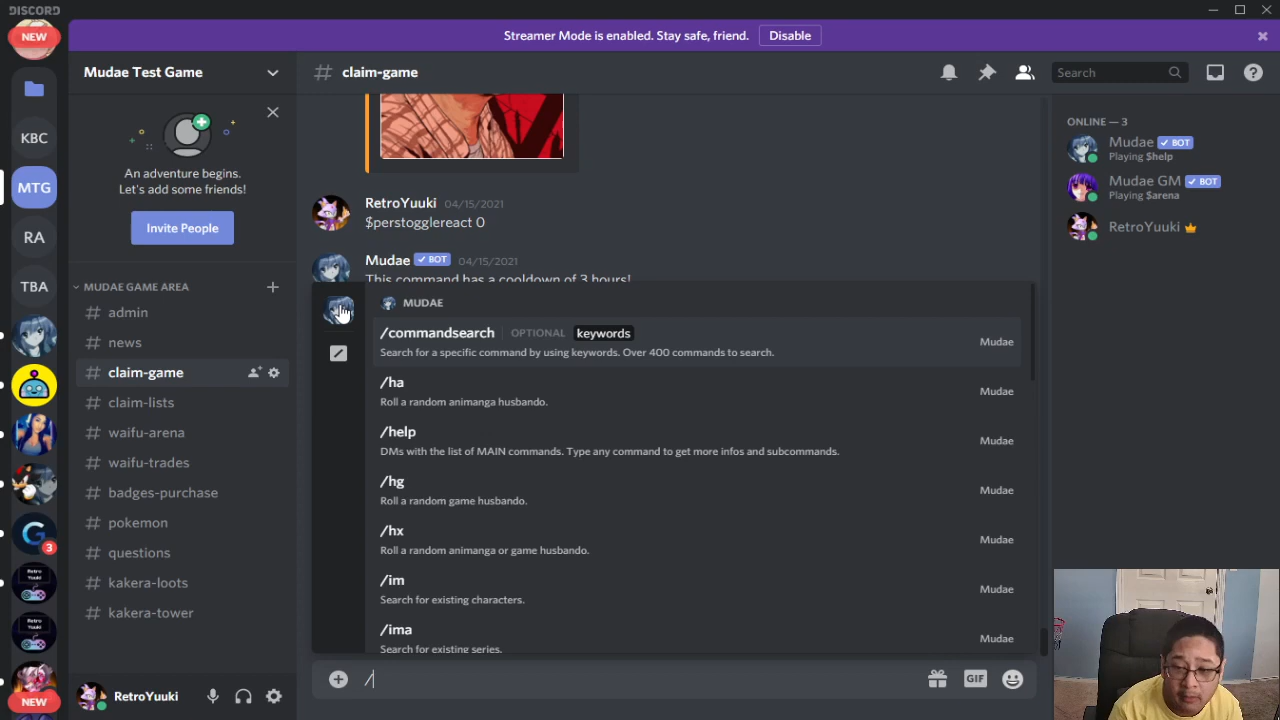 DISCORD
NEW
Streamer Mode is enabled. Stay safe, friend.
Disable
Mudae Test Game
claim-game
Search
KBC
MTG
RA
TBA
3
NEW
An adventure begins.
Let's add some friends!
Invite People
MUDAE GAME AREA
admin
news
claim-game
claim-lists
waifu-arena
waifu-trades
badges-purchase
pokemon
questions
kakera-loots
kakera-tower
RetroYuuki
RetroYuuki 04/15/2021
$perstogglereact 0
Mudae BOT 04/15/2021
This command has a cooldown of 3 hours!
MUDAE
/commandsearch OPTIONAL keywords
Search for a specific command by using keywords. Over 400 commands to search.
Mudae
/ha
Roll a random animanga husbando.
Mudae
/help
DMs with the list of MAIN commands. Type any command to get more infos and subcommands.
Mudae
/hg
Roll a random game husbando.
Mudae
/hx
Roll a random animanga or game husbando.
Mudae
/im
Search for existing characters.
Mudae
/ima
Search for existing series.
Mudae
/
GIF
ONLINE — 3
Mudae BOT
Playing $help
Mudae GM BOT
Playing $arena
RetroYuuki